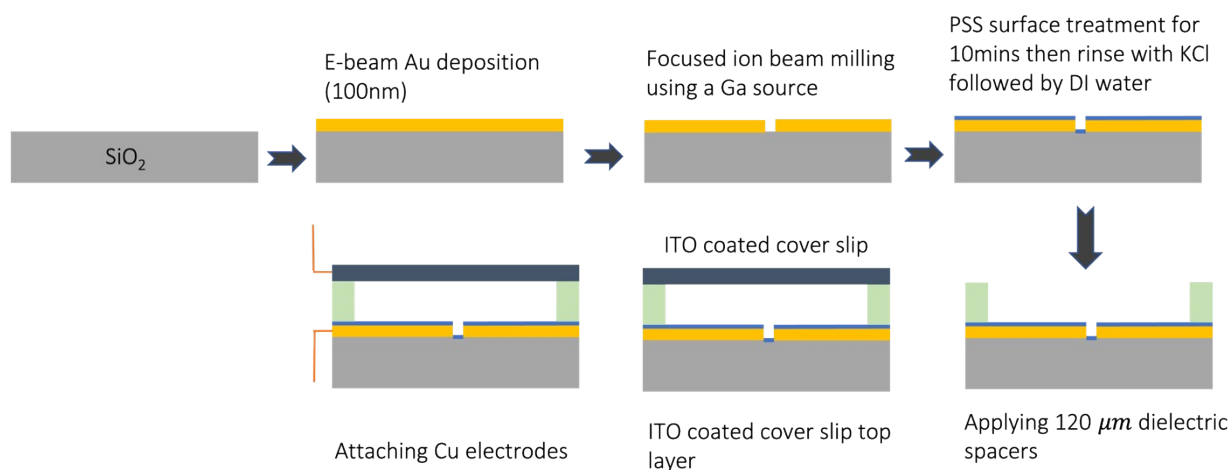 E-beam Au deposition
(100nm)
Focused ion beam milling
using a Ga source
PSS surface treatment for
10mins then rinse with KCl
followed by DI water
SiO₂
ITO coated cover slip
Attaching Cu electrodes
ITO coated cover slip top
layer
Applying 120 𝜇𝑚 dielectric
spacers